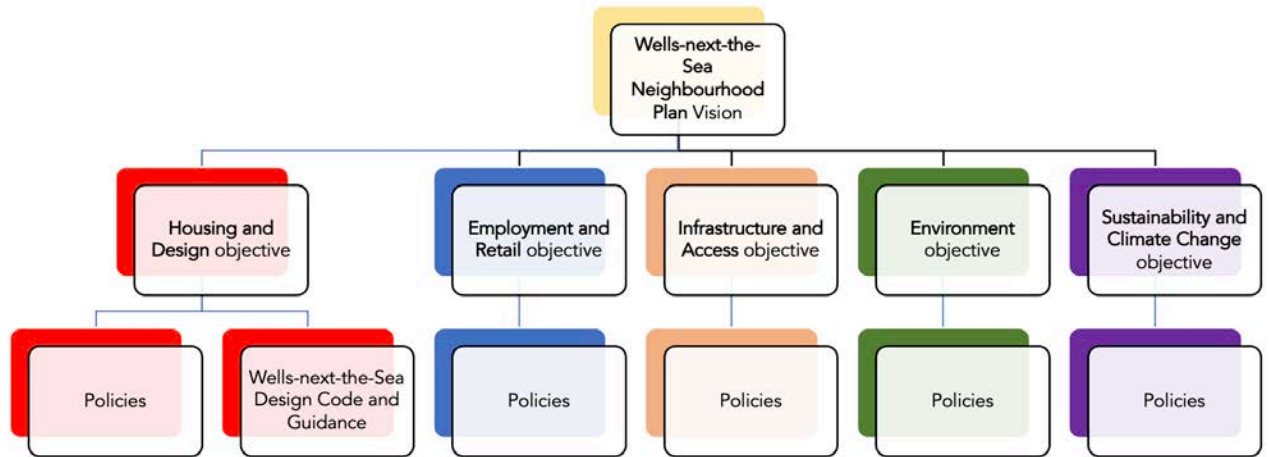 Wells-next-the-
Sea
Neighbourhood
Plan Vision
Housing and
Design objective
Employment and
Retail objective
Infrastructure and
Access objective
Environment
objective
Sustainability and
Climate Change
objective
Policies
Wells-next-the-Sea
Design Code and
Guidance
Policies
Policies
Policies
Policies